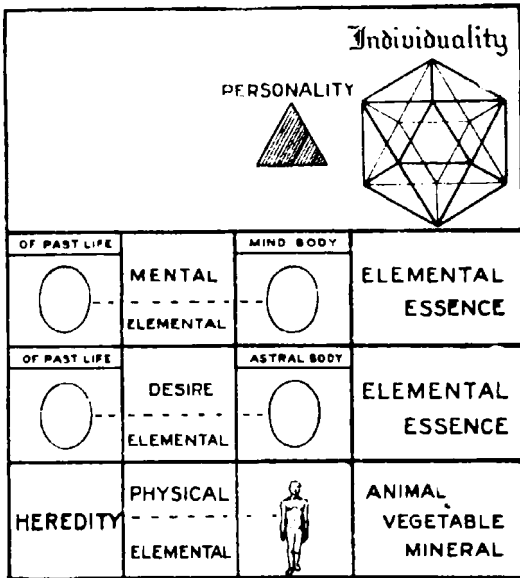 Individuality
PERSONALITY
OF PAST LIFE
MENTAL
ELEMENTAL
MIND BODY
ELEMENTAL
ESSENCE
OF PAST LIFE
DESIRE
ELEMENTAL
ASTRAL BODY
ELEMENTAL
ESSENCE
HEREDITY
PHYSICAL
ELEMENTAL
ANIMAL
VEGETABLE
MINERAL